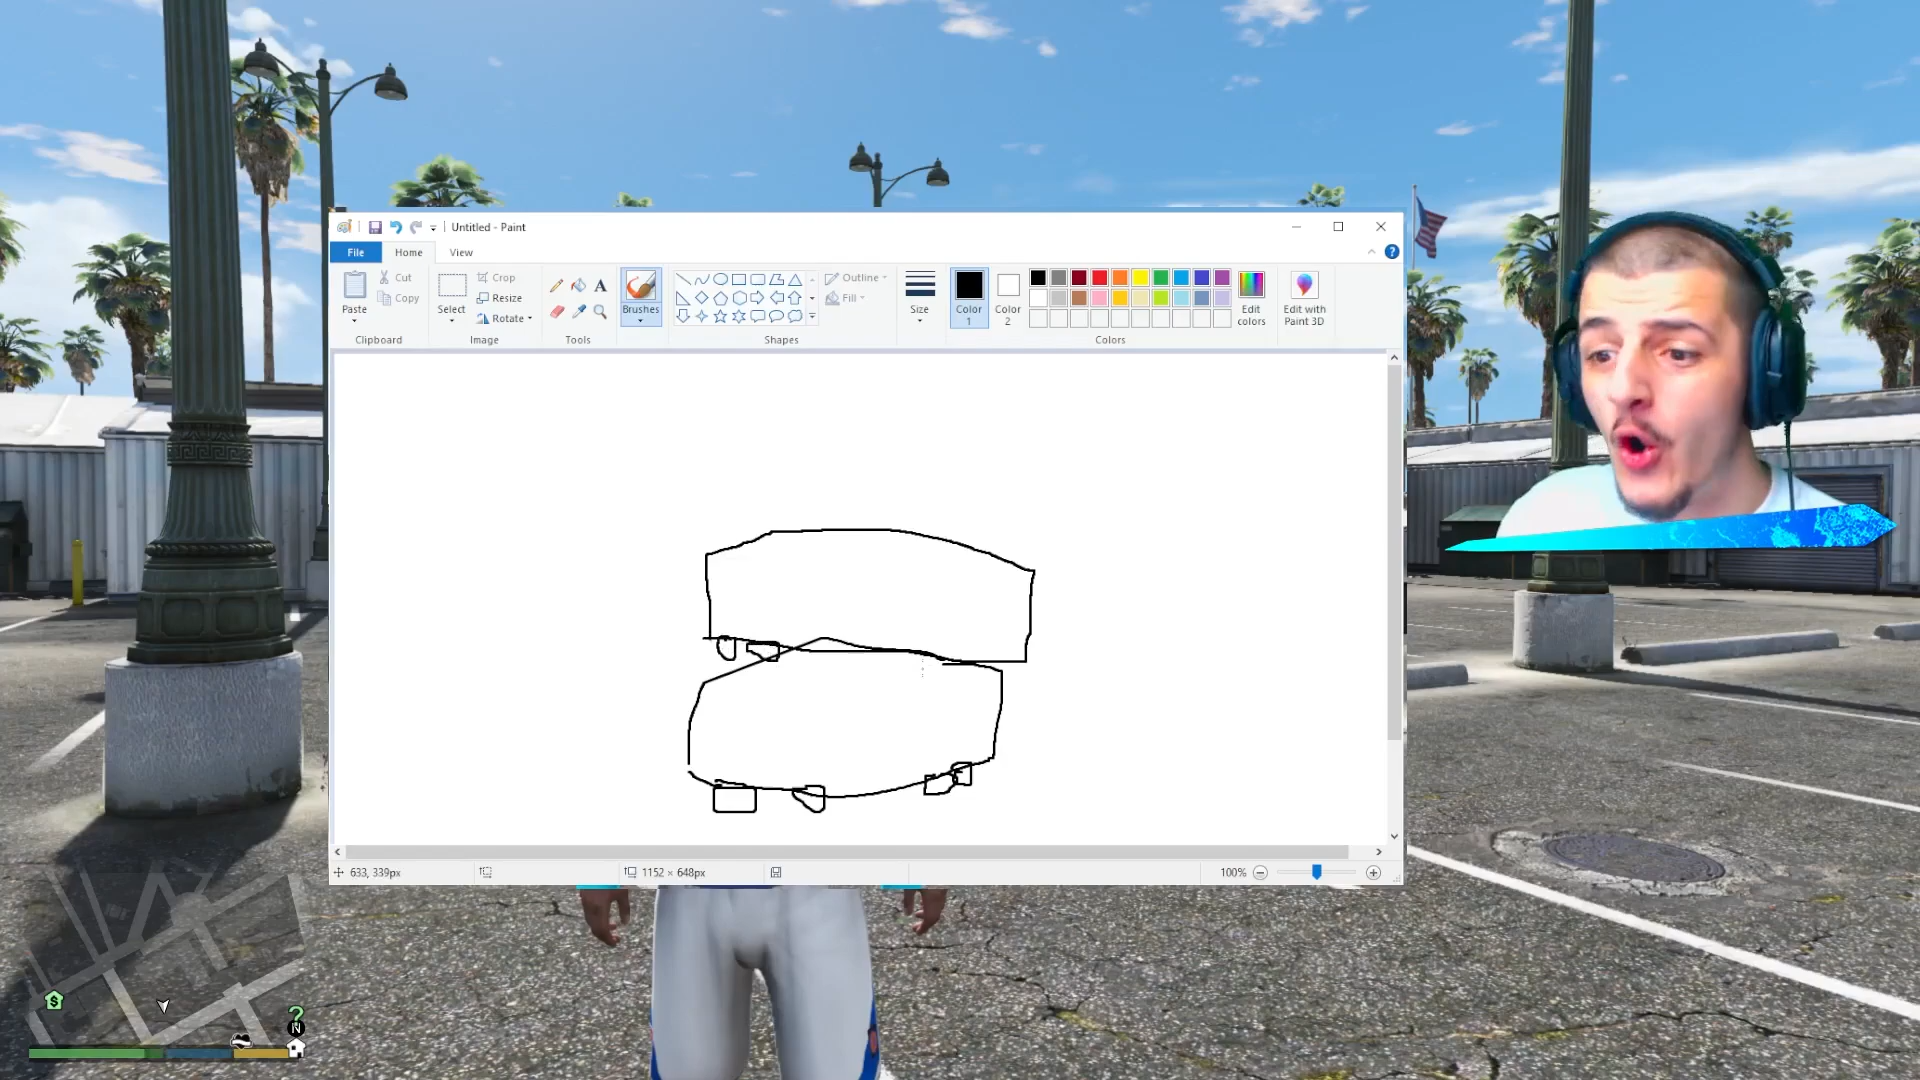 Untitled - Paint
File Home View
Paste
Cut
Copy
Clipboard
Select
Crop
Resize
Rotate
Image
A
Tools
Brushes
Shapes
Outline
Fill
Size
Color 1
Color 2
Edit colors
Colors
Edit with Paint 3D
?
633, 339px
1152 × 648px
100%
$
?
N